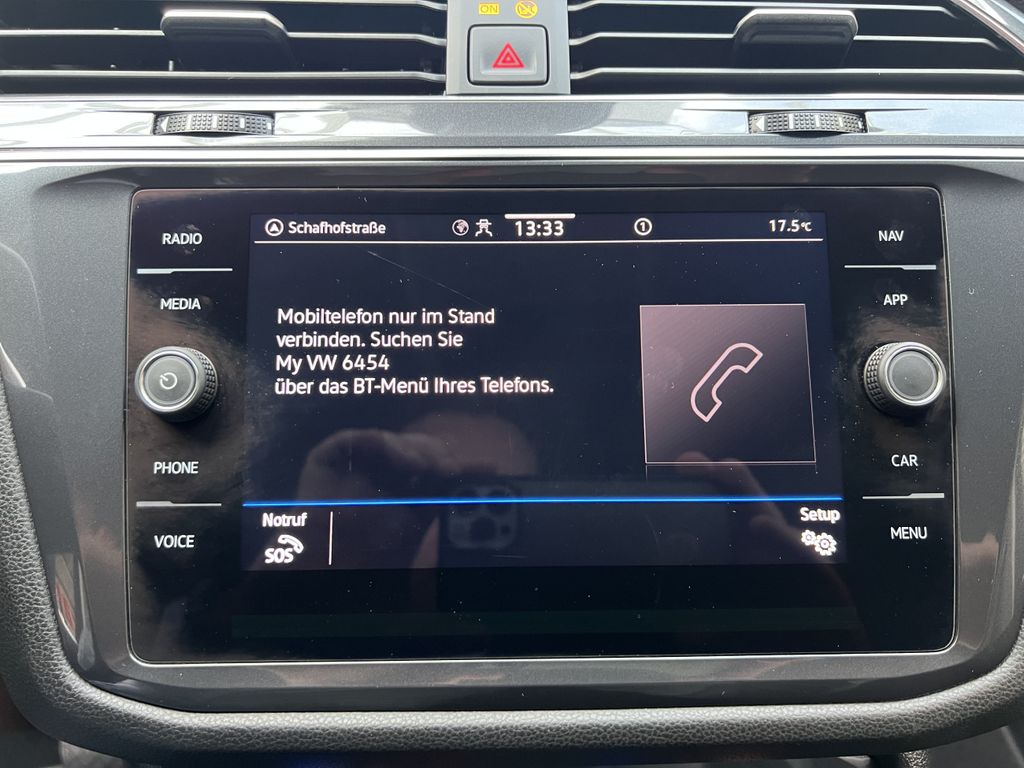 ON
RADIO
MEDIA
PHONE
VOICE
Schafhofstraße
13:33
1
17.5°C
Mobiltelefon nur im Stand
verbinden. Suchen Sie
My VW 6454
über das BT-Menü Ihres Telefons.
Notruf
SOS
Setup
NAV
APP
CAR
MENU